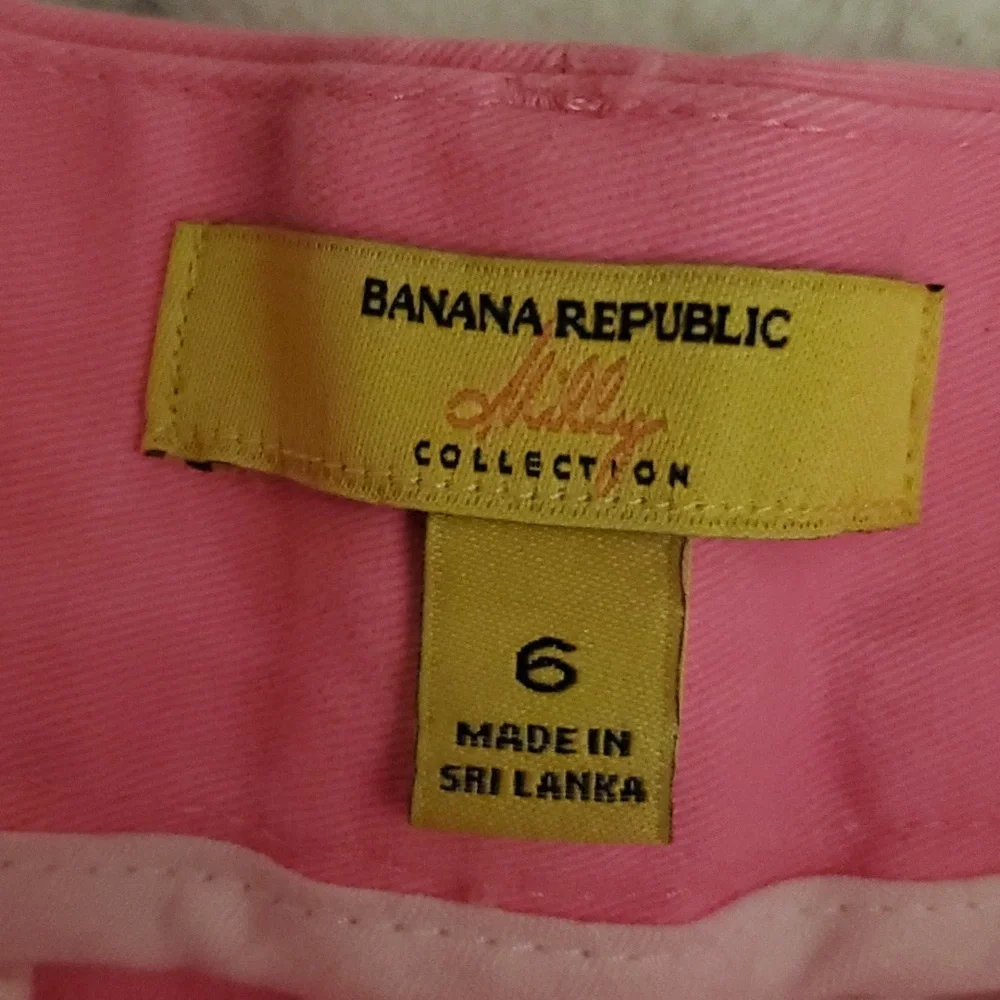 BANANA REPUBLIC
Milly
COLLECTION
6
MADE IN
SRI LANKA